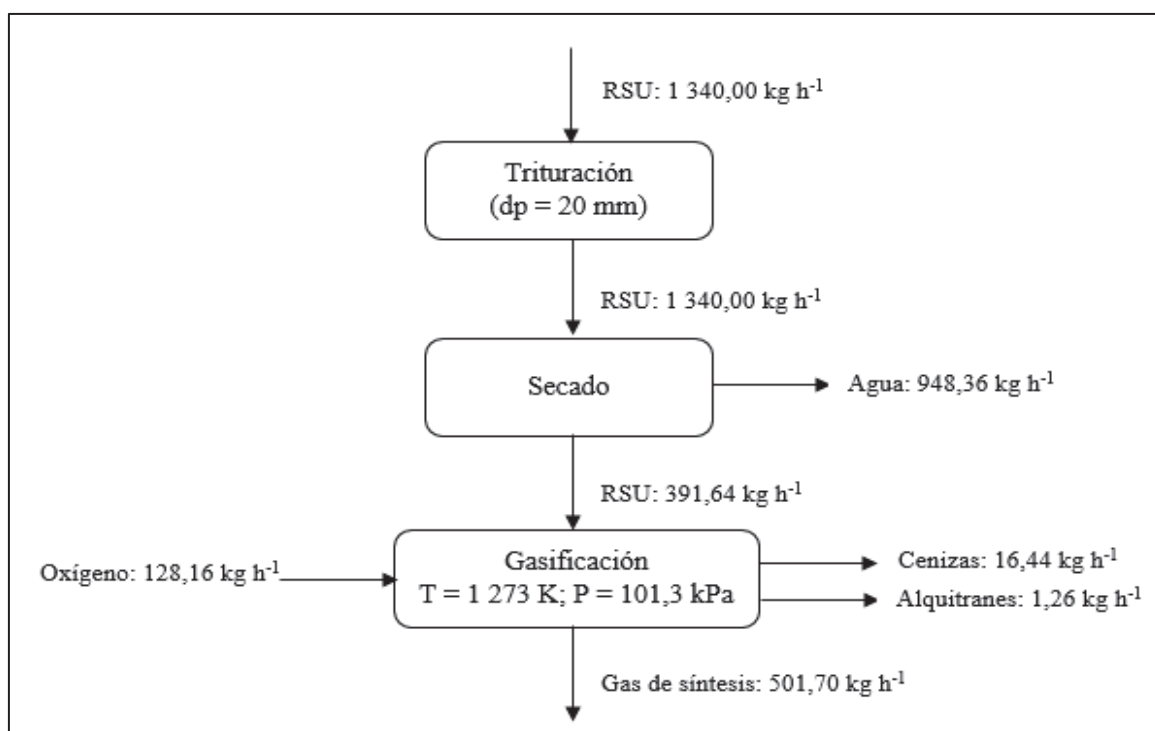 RSU: 1 340,00 kg h⁻¹
Trituración
(dp = 20 mm)
RSU: 1 340,00 kg h⁻¹
Secado
Agua: 948,36 kg h⁻¹
RSU: 391,64 kg h⁻¹
Oxígeno: 128,16 kg h⁻¹
Gasificación
T = 1 273 K; P = 101,3 kPa
Cenizas: 16,44 kg h⁻¹
Alquitranes: 1,26 kg h⁻¹
Gas de síntesis: 501,70 kg h⁻¹